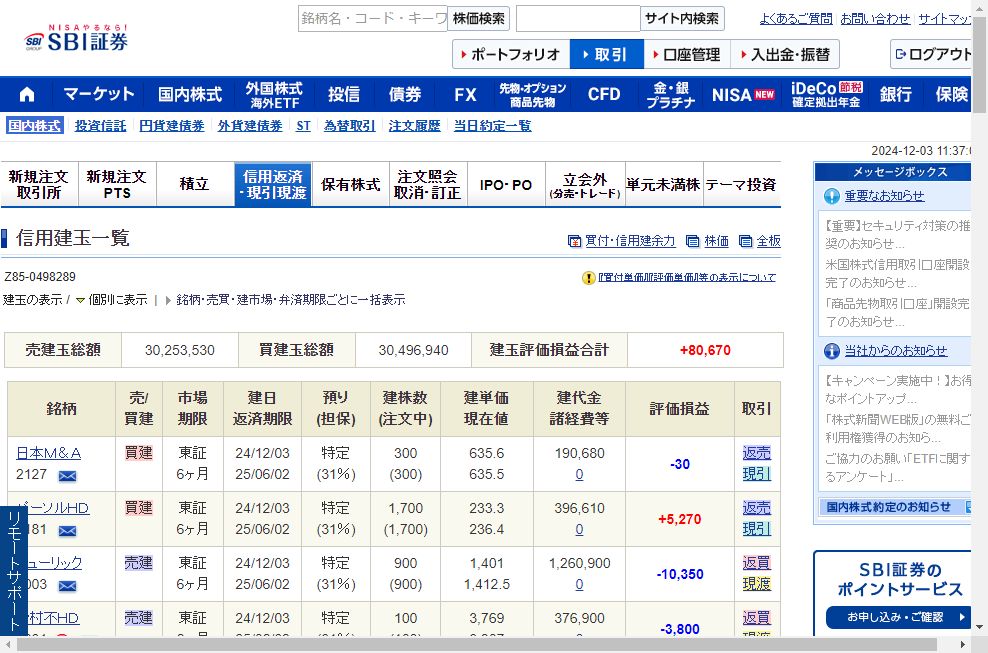 NISAやるなら!
SBI証券
銘柄名・コード・キーワ 株価検索 サイト内検索
よくあるご質問 お問い合わせ サイトマッ
ポートフォリオ 取引 口座管理 入出金・振替 ログアウト
マーケット 国内株式 外国株式 海外ETF 投信 債券 FX 先物・オプション 商品先物 CFD 金・銀 プラチナ NISA NEW iDeCo 節税 確定拠出年金 銀行 保険
国内株式 投資信託 円貨建債券 外貨建債券 ST 為替取引 注文履歴 当日約定一覧
2024-12-03 11:37:0
新規注文 取引所 新規注文 PTS 積立 信用返済 ・現引現渡 保有株式 注文照会 取消・訂正 IPO・PO 立会外 (分売・トレード) 単元未満株 テーマ投資
信用建玉一覧
買付・信用建余力 株価 全板
Z85-0498289
『買付単価』『評価単価』等の表示について
建玉の表示 / 個別に表示 | 銘柄・売買・建市場・弁済期限ごとに一括表示
売建玉総額 30,253,530 買建玉総額 30,496,940 建玉評価損益合計 +80,670
銘柄 売/買建 市場 期限 建日 返済期限 預り (担保) 建株数 (注文中) 建単価 現在値 建代金 諸経費等 評価損益 取引
日本M&A 買建 東証 24/12/03 特定 300 635.6 190,680 -30 返売
2127 6ヶ月 25/06/02 (31%) (300) 635.5 0 現引
パーソルHD 買建 東証 24/12/03 特定 1,700 233.3 396,610 +5,270 返売
181 6ヶ月 25/06/02 (31%) (1,700) 236.4 0 現引
ューリック 売建 東証 24/12/03 特定 900 1,401 1,260,900 -10,350 返買
003 6ヶ月 25/06/02 (31%) (900) 1,412.5 0 現渡
村不HD 売建 東証 24/12/03 特定 100 3,769 376,900 -3,800 返買
リモートサポート
メッセージボックス
重要なお知らせ
【重要】セキュリティ対策の推
奨のお知らせ...
米国株式信用取引口座開設
完了のお知らせ...
「商品先物取引口座」開設完
了のお知らせ...
当社からのお知らせ
【キャンペーン実施中!】お得
なポイントアップ...
「株式新聞WEB版」の無料ご
利用権獲得のお知ら...
ご協力のお願い「ETFに関す
るアンケート」...
国内株式約定のお知らせ
SBI証券の
ポイントサービス
お申し込み・ご確認